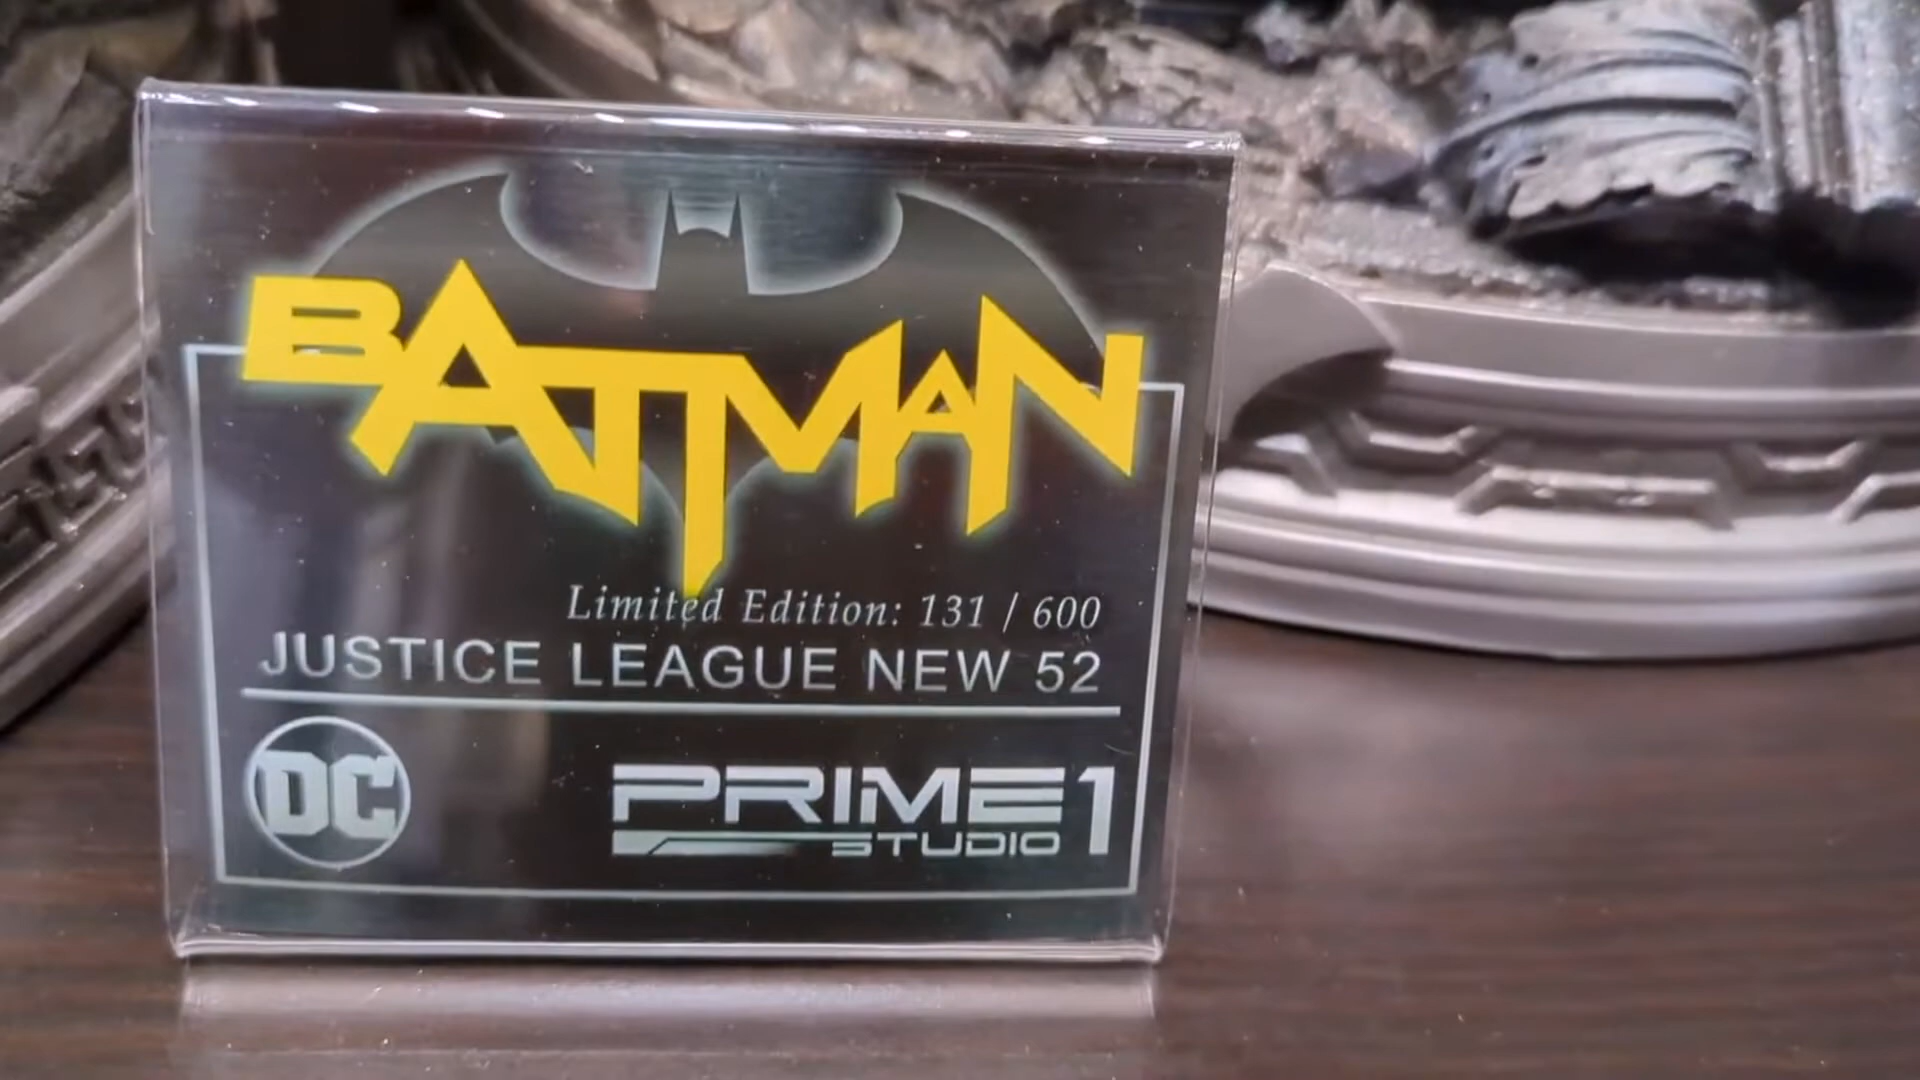 BATMAN
Limited Edition: 131 / 600
JUSTICE LEAGUE NEW 52
DC
PRIME 1
STUDIO